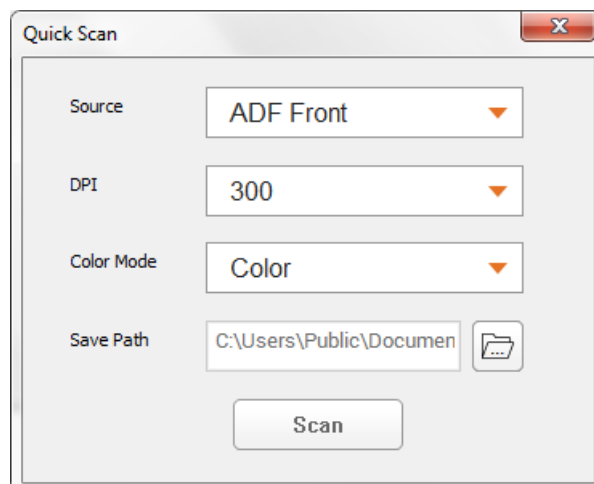 Quick Scan
Source ADF Front
DPI 300
Color Mode Color
Save Path C:\Users\Public\Documen
Scan